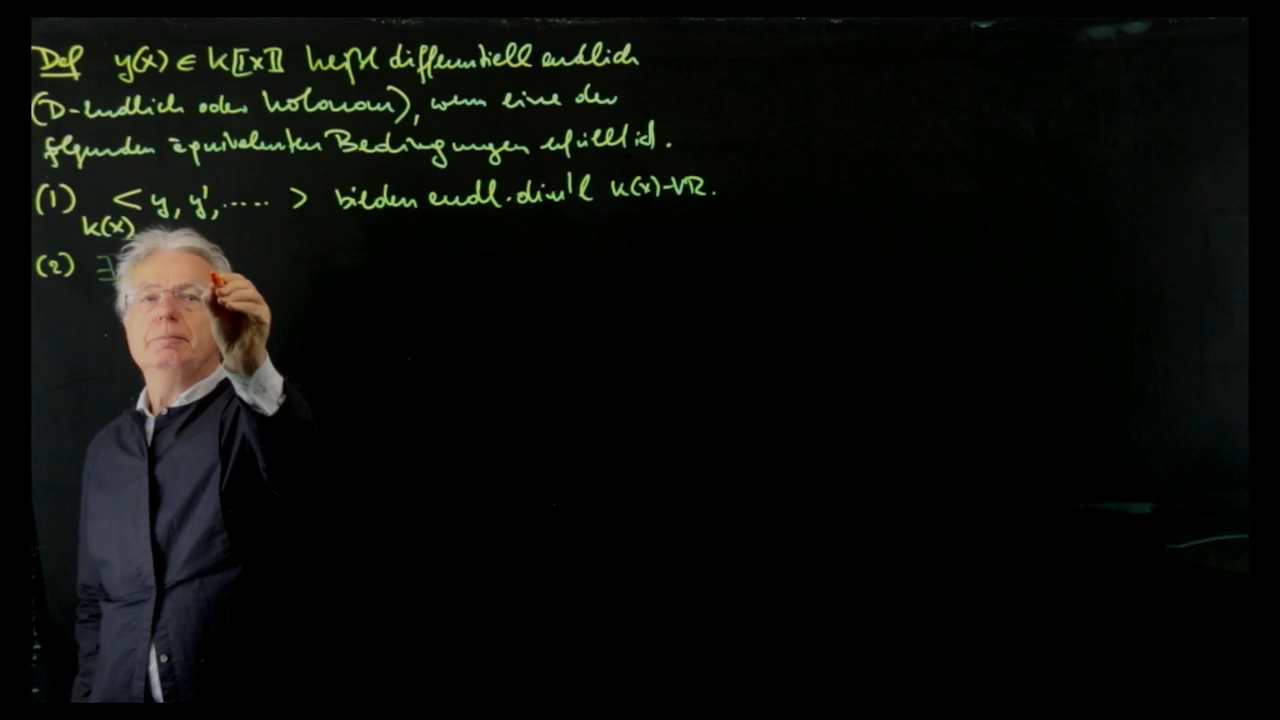 Def y(x) ∈ k[[x]] heißt differentiell endlich
(D-endlich oder holonom), wenn eine der
folgenden äquivalenten Bedingungen erfüllt ist.
(1) < y, y', ..... > bilden endl. dim'l k(x)-VR.
k(x)
(2) ∃